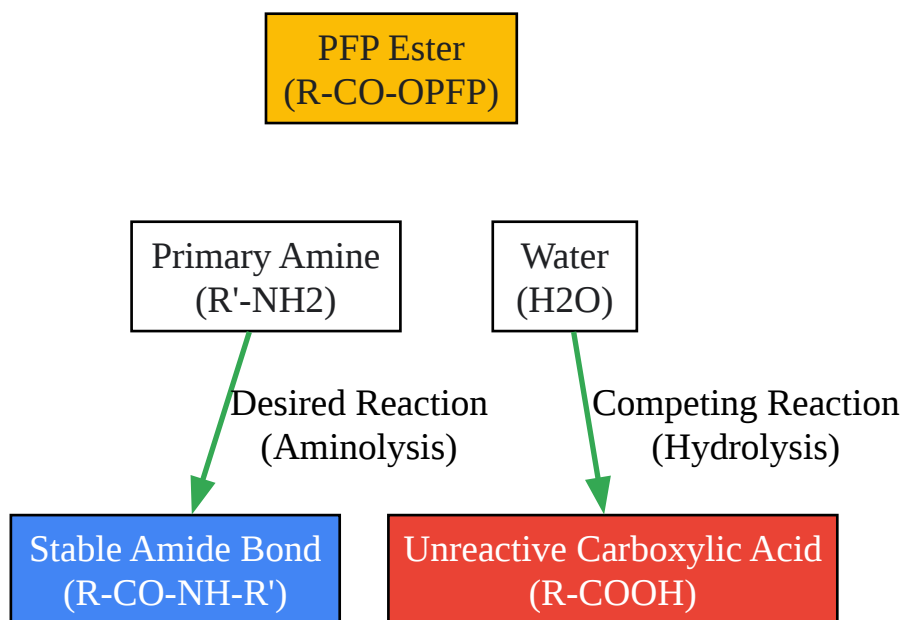 PFP Ester
(R-CO-OPFP)
Primary Amine
(R'-NH2)
Water
(H2O)
Desired Reaction
(Aminolysis)
Competing Reaction
(Hydrolysis)
Stable Amide Bond
(R-CO-NH-R')
Unreactive Carboxylic Acid
(R-COOH)